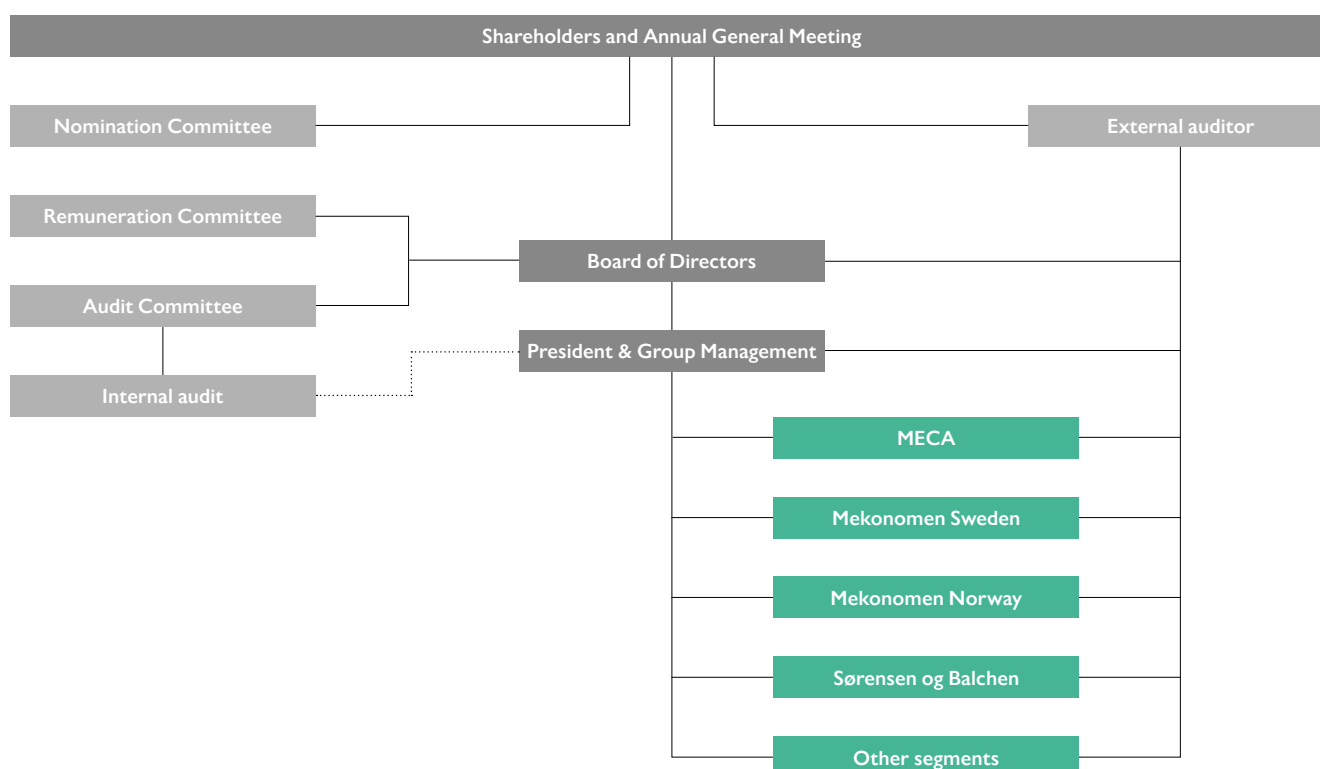 Shareholders and Annual General Meeting
Nomination Committee
External auditor
Remuneration Committee
Board of Directors
Audit Committee
President & Group Management
Internal audit
MECA
Mekonomen Sweden
Mekonomen Norway
Sørensen og Balchen
Other segments